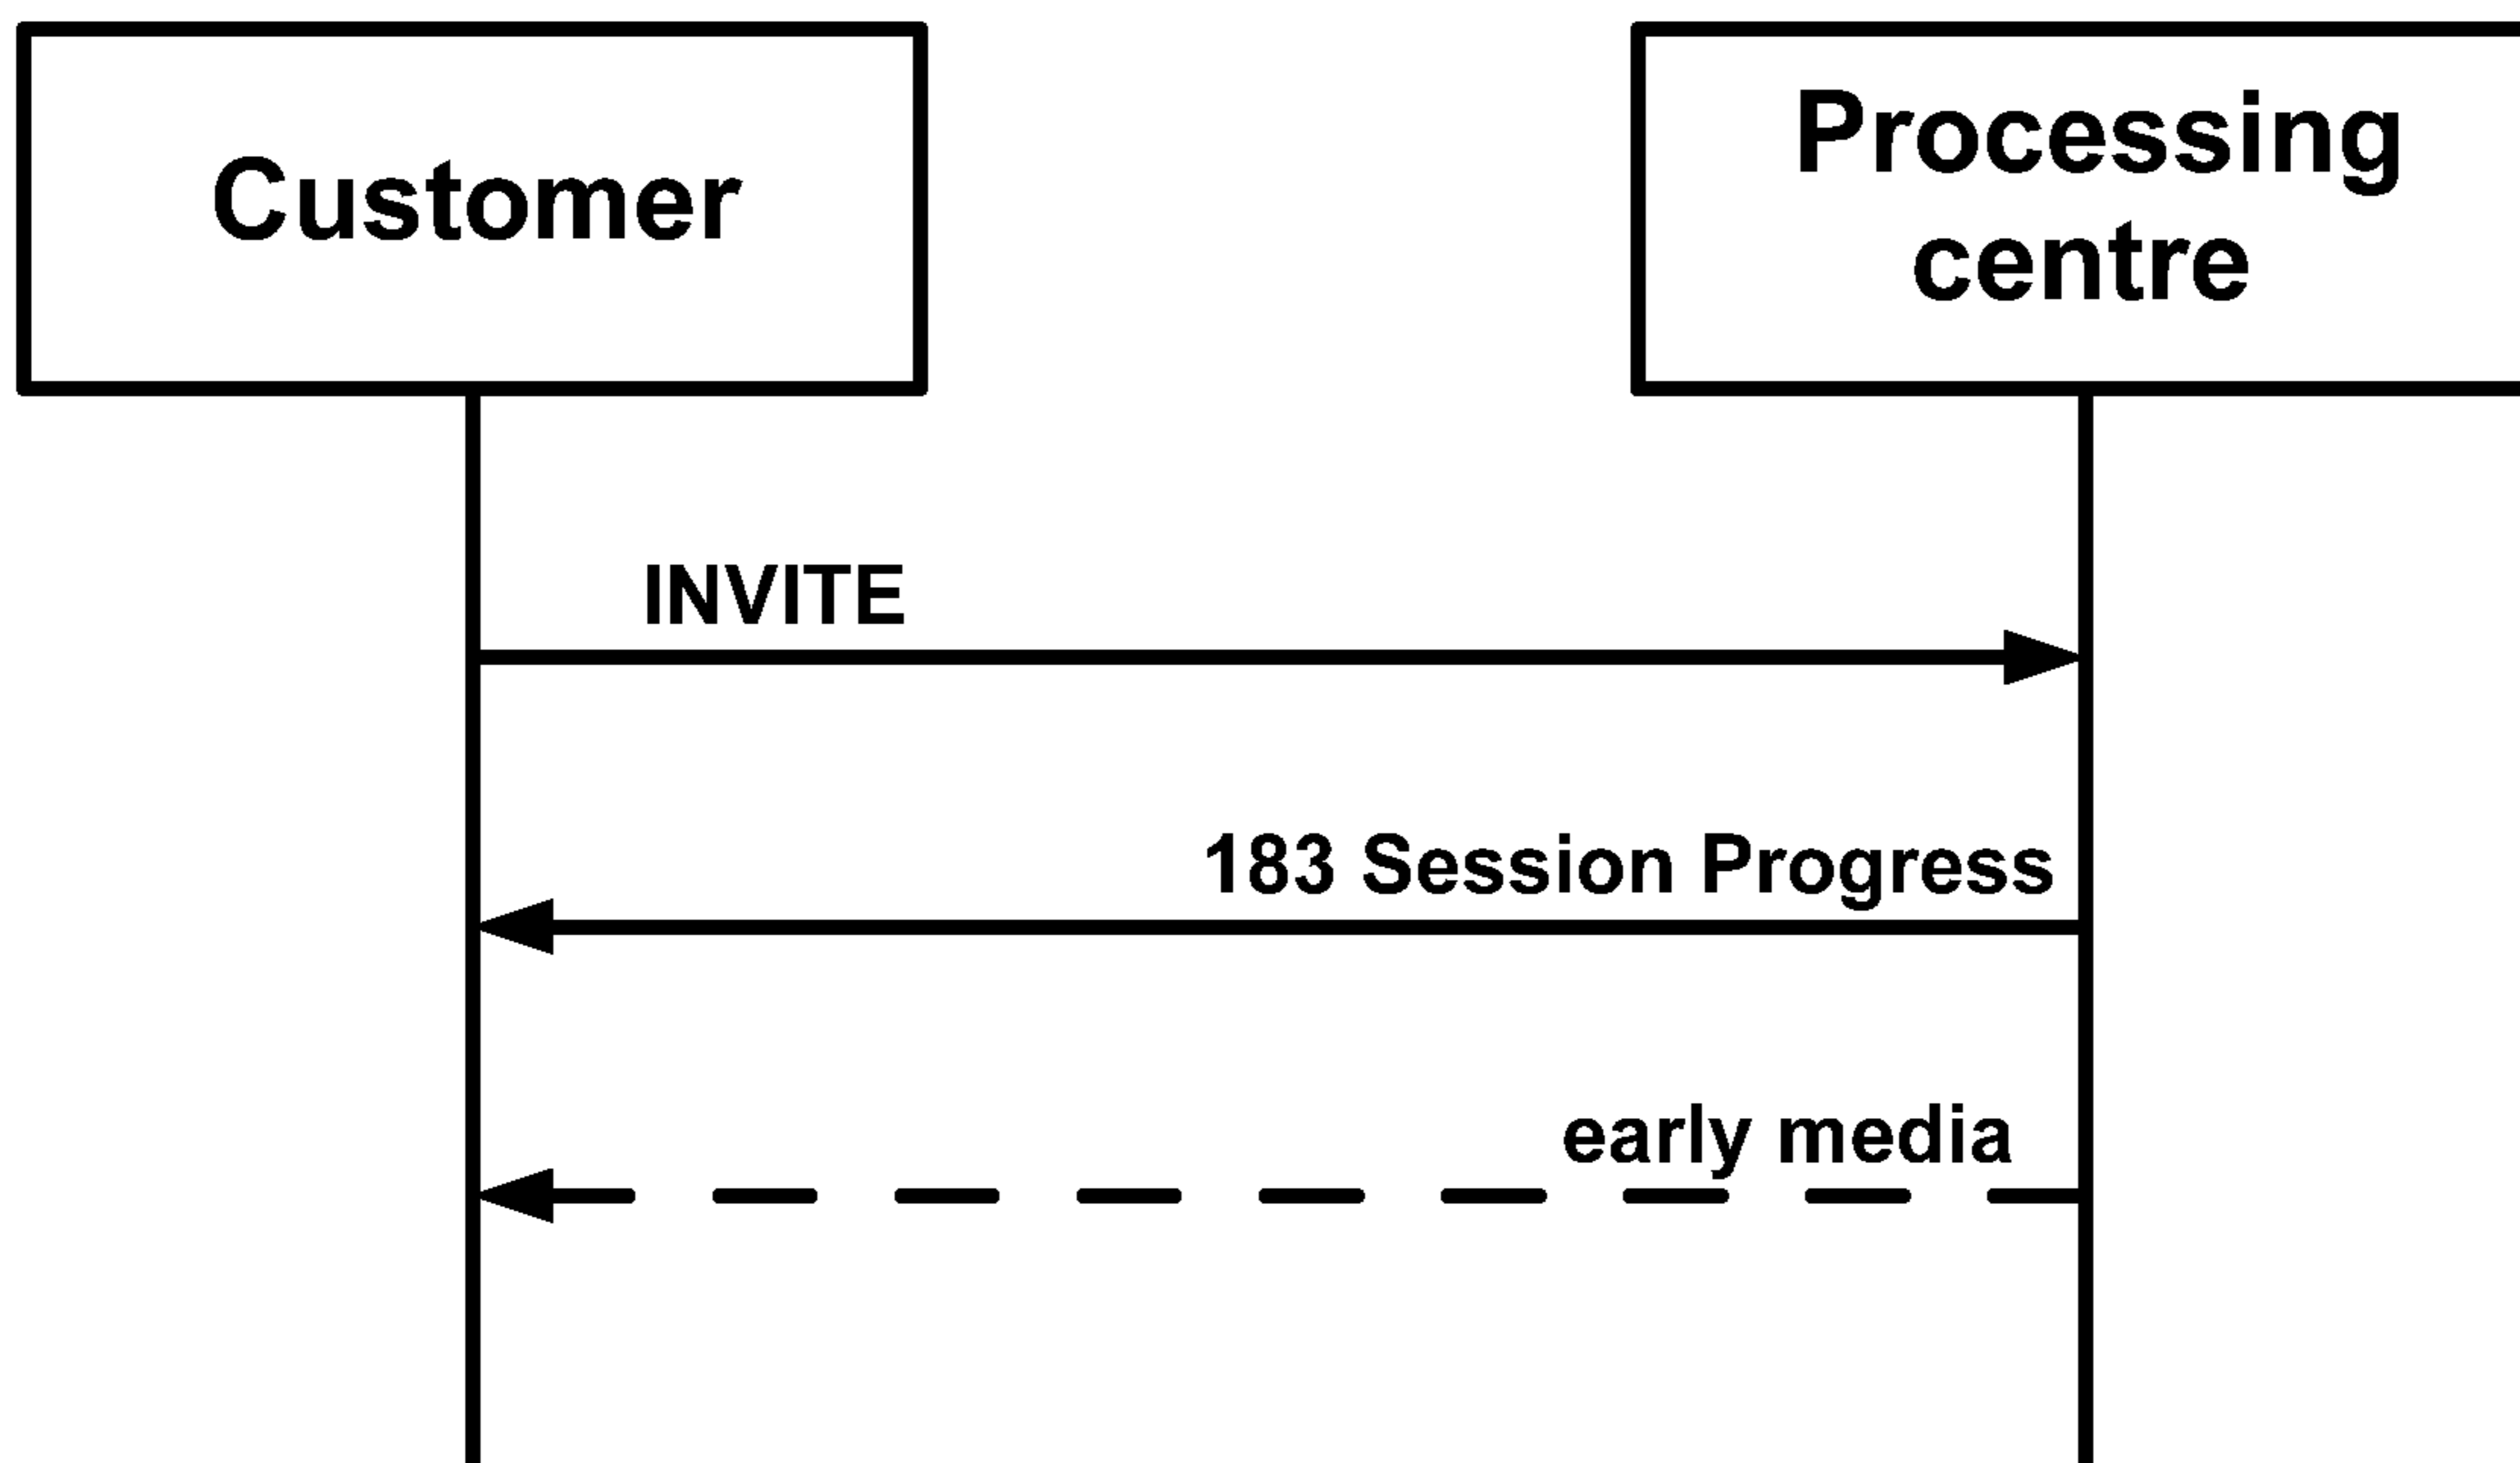 Customer
Processing
centre
INVITE
183 Session Progress
early media